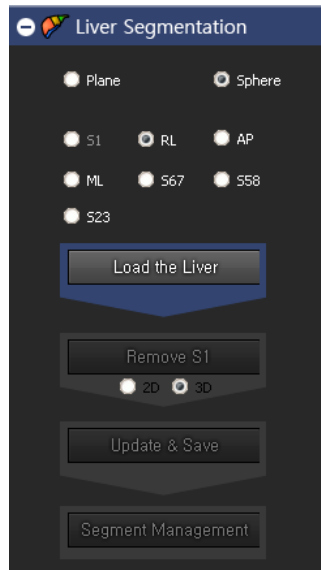 Liver Segmentation
Plane Sphere
S1 RL AP
ML S67 S58
S23
Load the Liver
Remove S1
2D 3D
Update & Save
Segment Management